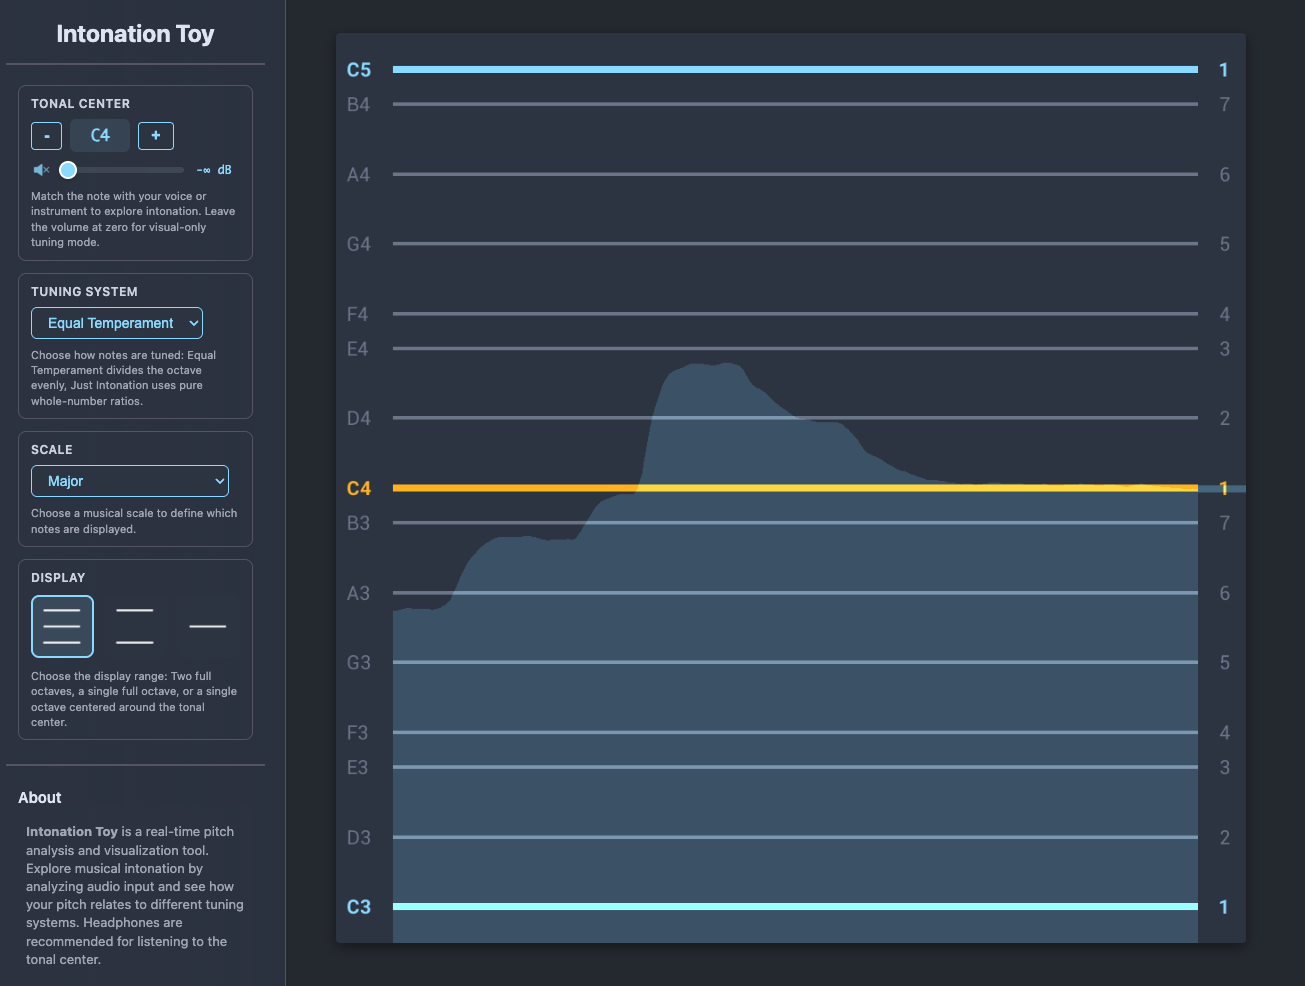 Intonation Toy
TONAL CENTER
- C4 +
-∞ dB
Match the note with your voice or
instrument to explore intonation. Leave
the volume at zero for visual-only
tuning mode.
TUNING SYSTEM
Equal Temperament
Choose how notes are tuned: Equal
Temperament divides the octave
evenly, Just Intonation uses pure
whole-number ratios.
SCALE
Major
Choose a musical scale to define which
notes are displayed.
DISPLAY
Choose the display range: Two full
octaves, a single full octave, or a single
octave centered around the tonal
center.
About
Intonation Toy is a real-time pitch
analysis and visualization tool.
Explore musical intonation by
analyzing audio input and see how
your pitch relates to different tuning
systems. Headphones are
recommended for listening to the
tonal center.
C5 1
B4 7
A4 6
G4 5
F4 4
E4 3
D4 2
C4 1
B3 7
A3 6
G3 5
F3 4
E3 3
D3 2
C3 1